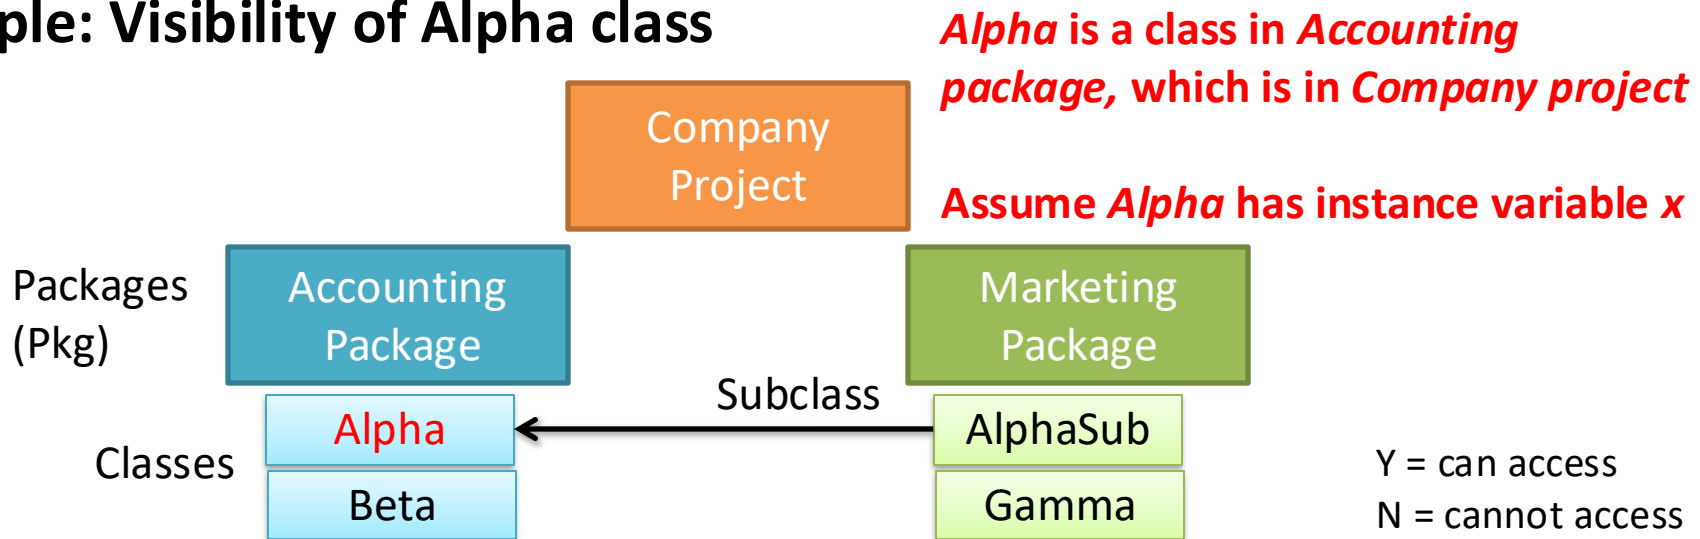 ple: Visibility of Alpha class
Alpha is a class in Accounting
package, which is in Company project
Assume Alpha has instance variable x
Company
Project
Packages
(Pkg)
Accounting
Package
Marketing
Package
Subclass
Classes
Alpha
AlphaSub
Beta
Gamma
Y = can access
N = cannot access